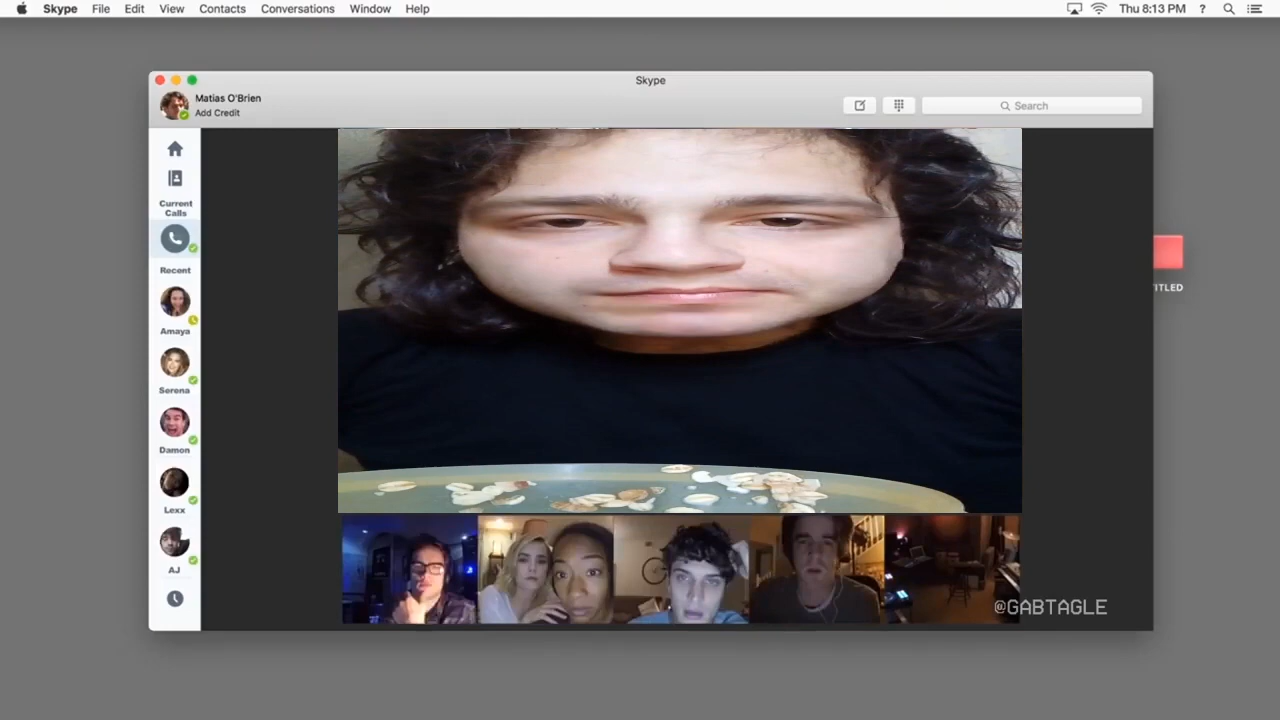 Skype File Edit View Contacts Conversations Window Help Thu 8:13 PM ?
Skype
Matias O'Brien
Add Credit
Search
Current
Calls
Recent
Amaya
Serena
Damon
Lexx
AJ
TITLED
@GABTAGLE